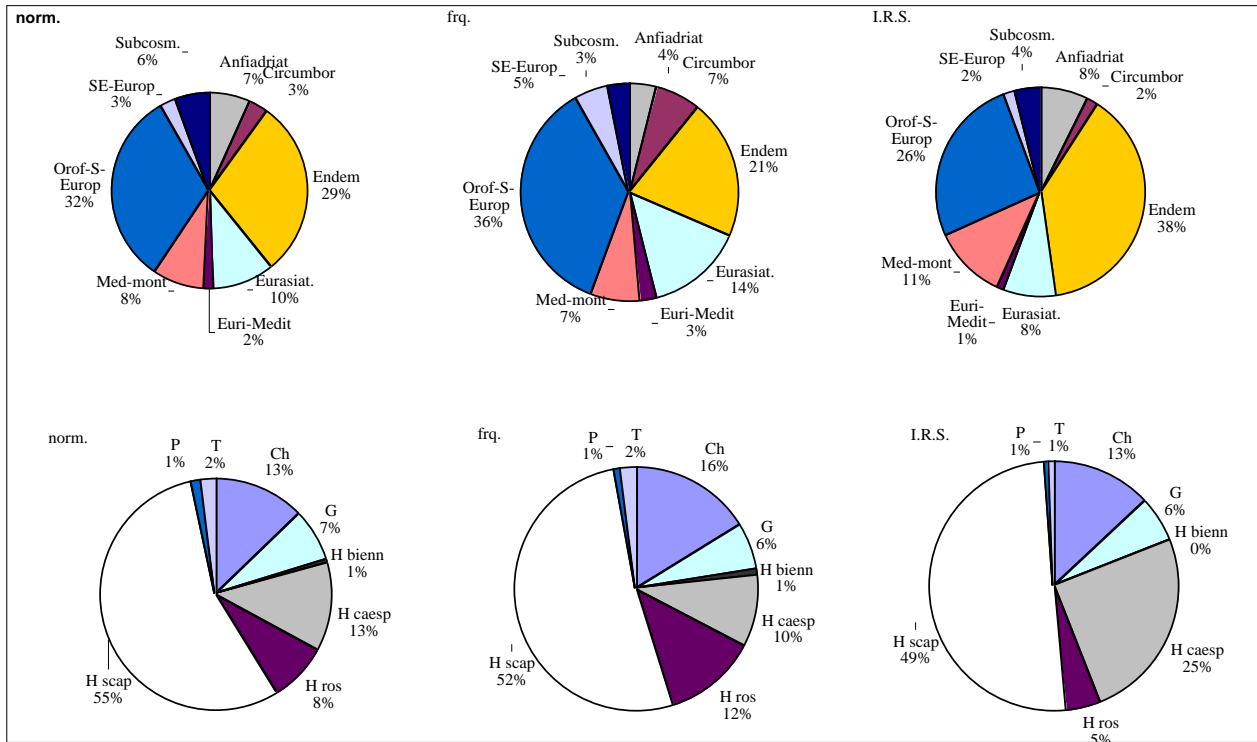 norm.
Subcosm.
6%
Anfiadriat
7%
Circumbor
3%
SE-Europ
3%
Orof-S-
Europ
32%
Endem
29%
Med-mont
8%
Eurasiat.
10%
Euri-Medit
2%
frq.
Subcosm.
3%
Anfiadriat
4%
Circumbor
7%
SE-Europ
5%
Endem
21%
Orof-S-
Europ
36%
Eurasiat.
14%
Med-mont
7%
Euri-Medit
3%
I.R.S.
Subcosm.
4%
Anfiadriat
8%
Circumbor
2%
SE-Europ
2%
Orof-S-
Europ
26%
Endem
38%
Med-mont
11%
Euri-
Medit
1%
Eurasiat.
8%
norm.
P
1%
T
2%
Ch
13%
G
7%
H bienn
1%
H caesp
13%
H scap
55%
H ros
8%
frq.
P
1%
T
2%
Ch
16%
G
6%
H bienn
1%
H caesp
10%
H scap
52%
H ros
12%
I.R.S.
P
1%
T
1%
Ch
13%
G
6%
H bienn
0%
H scap
49%
H caesp
25%
H ros
5%